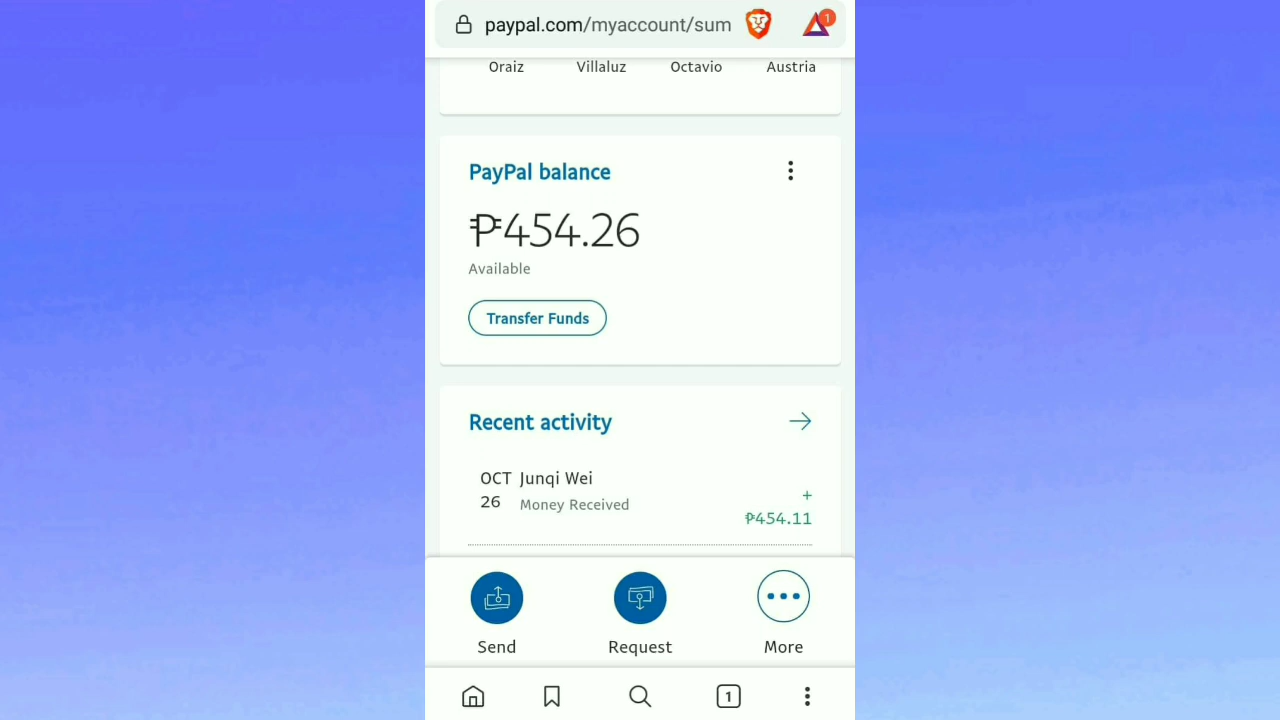 paypal.com/myaccount/sum
1
Oraiz Villaluz Octavio Austria
PayPal balance
₱454.26
Available
Transfer Funds
Recent activity
OCT Junqi Wei
26 Money Received
+
₱454.11
Send Request More
1